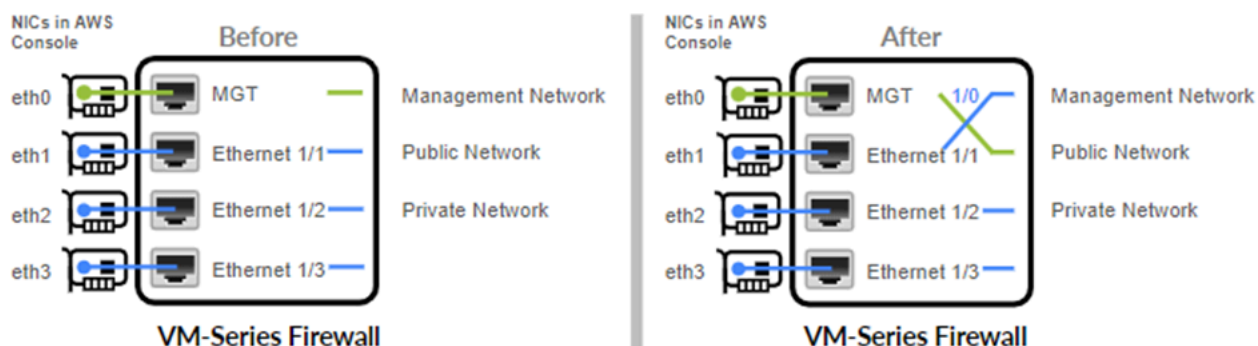 NICs in AWS
Console
Before
eth0
MGT
Management Network
eth1
Ethernet 1/1
Public Network
eth2
Ethernet 1/2
Private Network
eth3
Ethernet 1/3
VM-Series Firewall
NICs in AWS
Console
After
eth0
MGT
1/0
Management Network
eth1
Ethernet 1/1
Public Network
eth2
Ethernet 1/2
Private Network
eth3
Ethernet 1/3
VM-Series Firewall